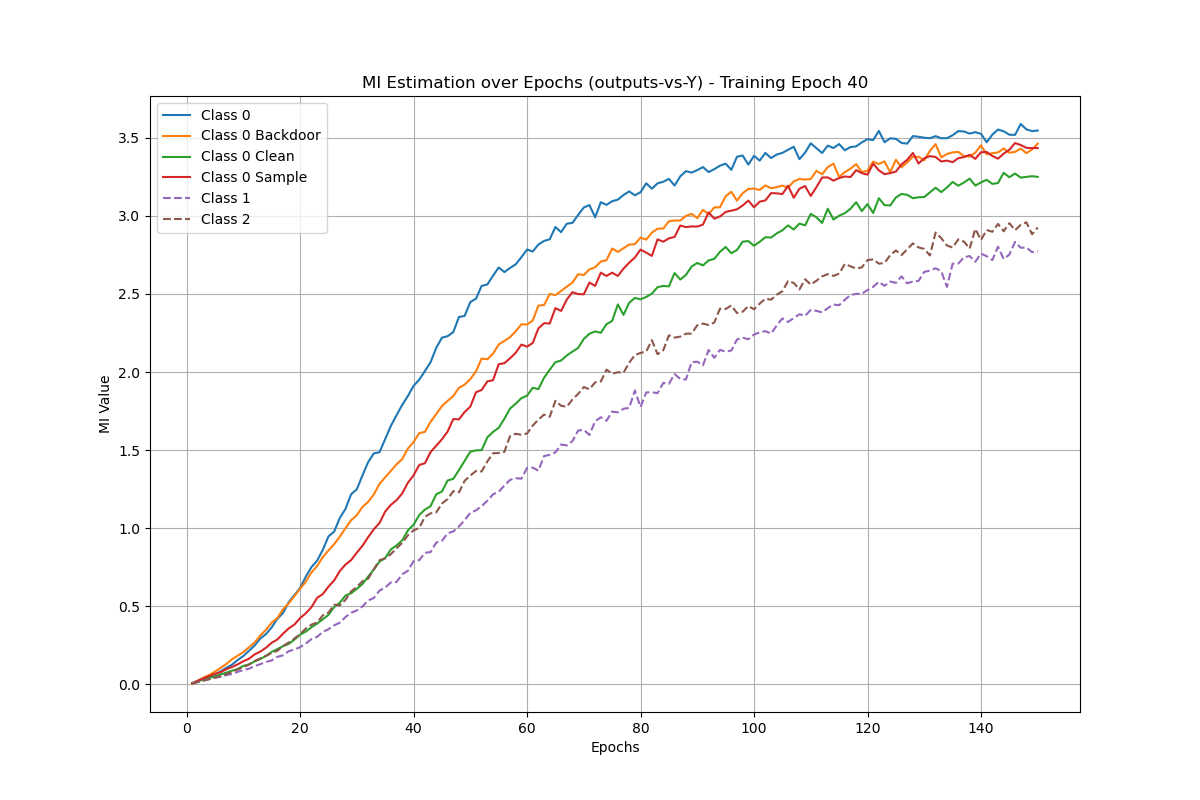 MI Estimation over Epochs (outputs-vs-Y) - Training Epoch 40
Class 0
Class 0 Backdoor
Class 0 Clean
Class 0 Sample
Class 1
Class 2
MI Value
3.5
3.0
2.5
2.0
1.5
1.0
0.5
0.0
0 20 40 60 80 100 120 140
Epochs